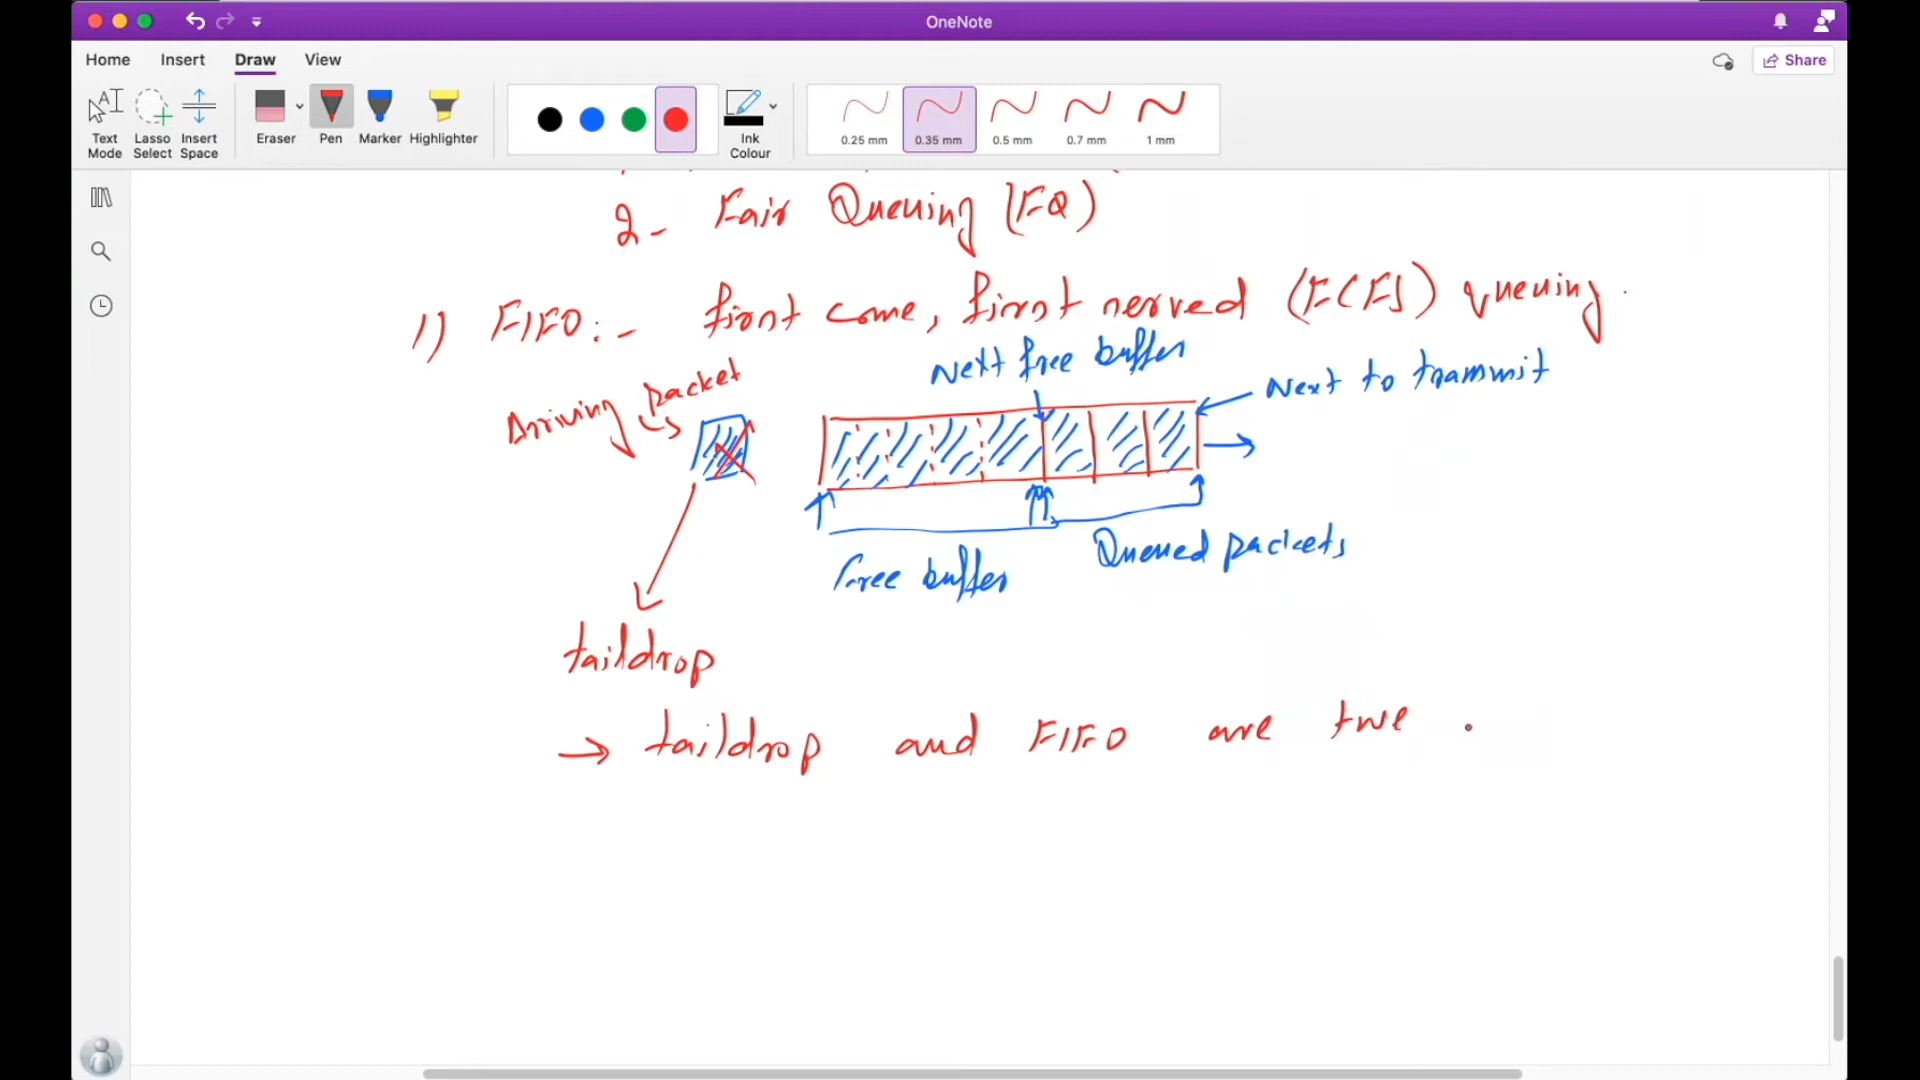 OneNote
Home Insert Draw View
Share
Text Mode
Lasso Select
Insert Space
Eraser
Pen
Marker
Highlighter
Ink Colour
0.25 mm
0.35 mm
0.5 mm
0.7 mm
1 mm
2- Fair Queuing (FQ)
1) FIFO:- first come, first served (FCFS) queuing.
Next free buffer
Next to transmit
Arriving packet
Free buffer
Queued packets
taildrop
→ taildrop and FIFO are two